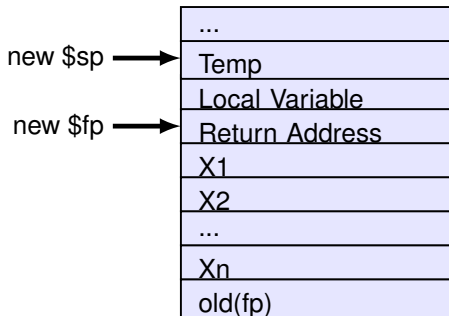 ...
new $sp Temp
Local Variable
new $fp Return Address
X1
X2
...
Xn
old(fp)